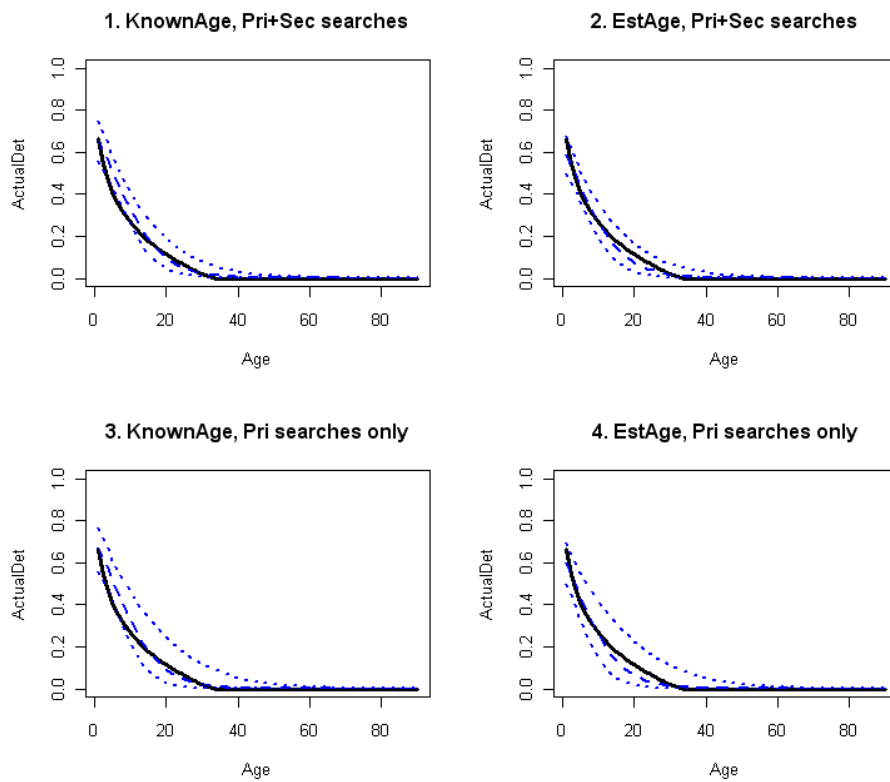 1. KnownAge, Pri+Sec searches
ActualDet
0.0 0.2 0.4 0.6 0.8 1.0
0 20 40 60 80
Age
2. EstAge, Pri+Sec searches
ActualDet
0.0 0.2 0.4 0.6 0.8 1.0
0 20 40 60 80
Age
3. KnownAge, Pri searches only
ActualDet
0.0 0.2 0.4 0.6 0.8 1.0
0 20 40 60 80
Age
4. EstAge, Pri searches only
ActualDet
0.0 0.2 0.4 0.6 0.8 1.0
0 20 40 60 80
Age